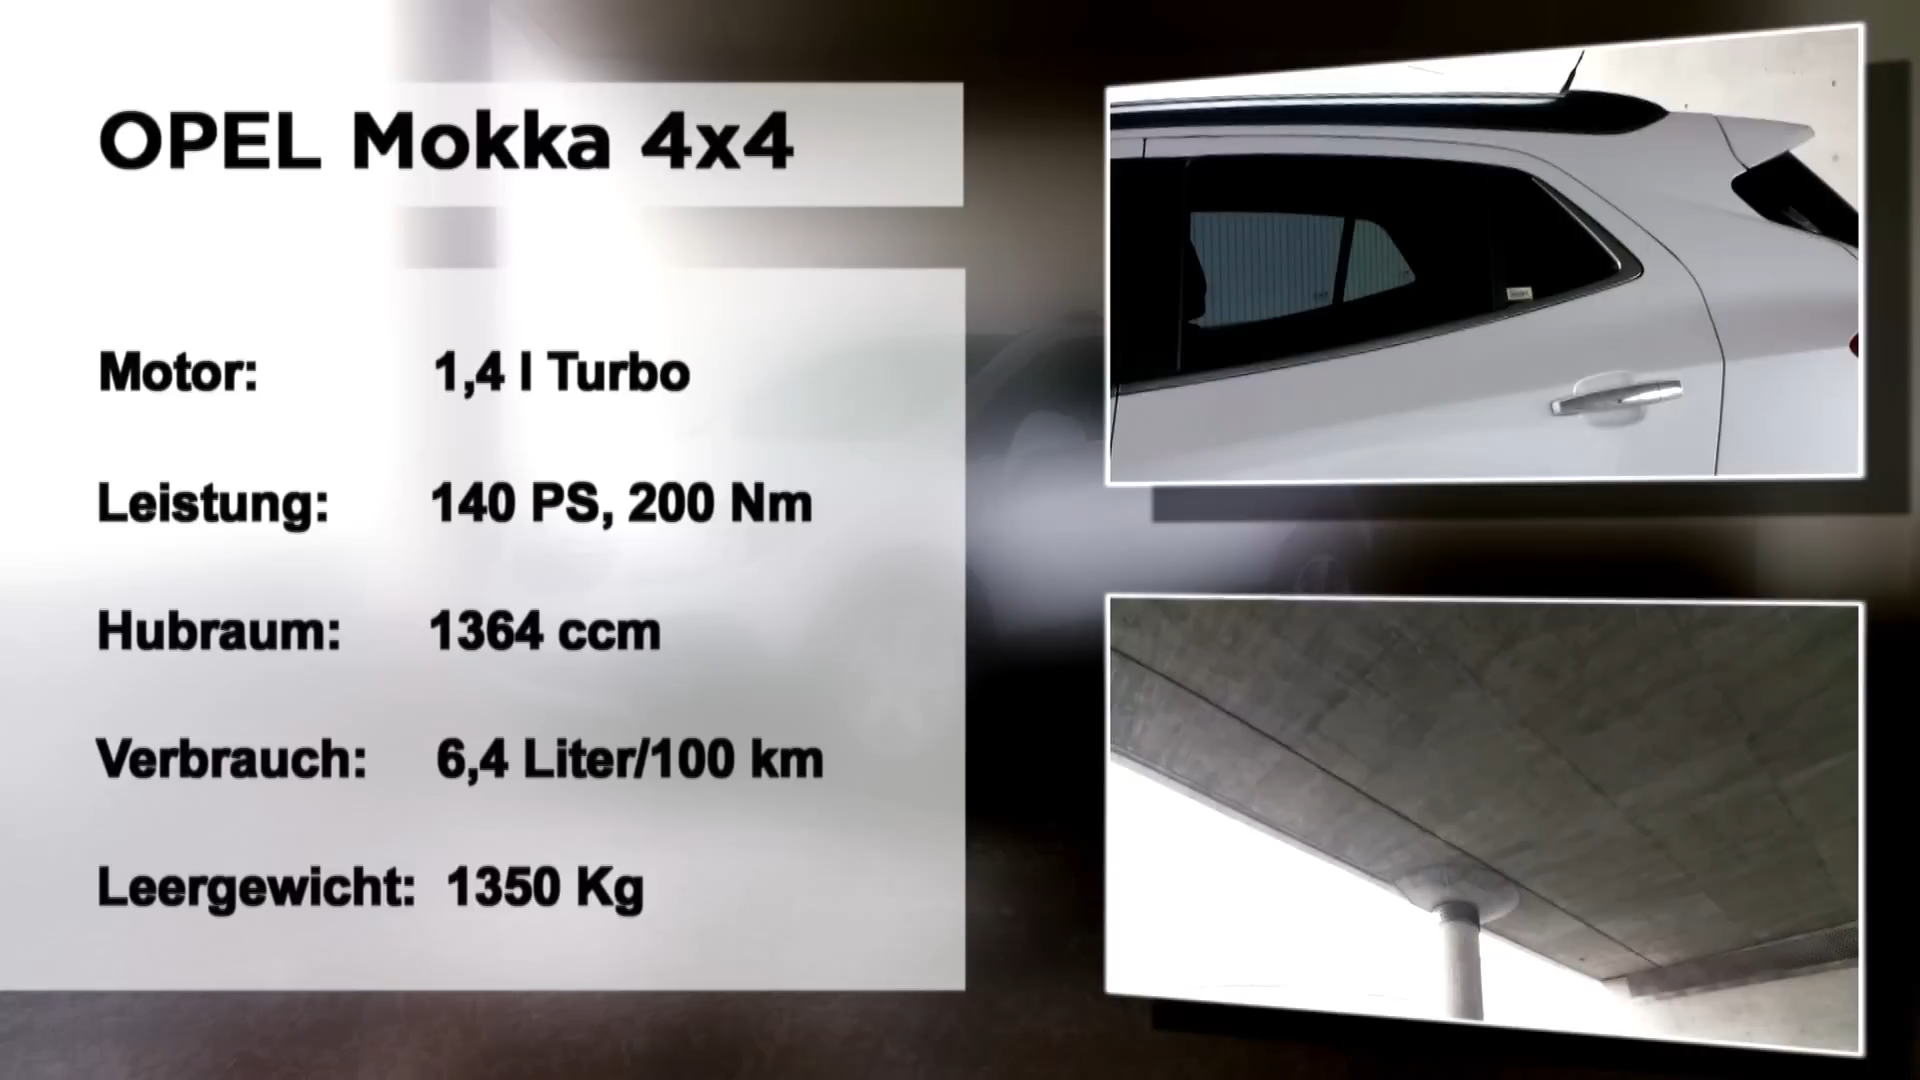 OPEL Mokka 4x4
Motor: 1,4 l Turbo
Leistung: 140 PS, 200 Nm
Hubraum: 1364 ccm
Verbrauch: 6,4 Liter/100 km
Leergewicht: 1350 Kg